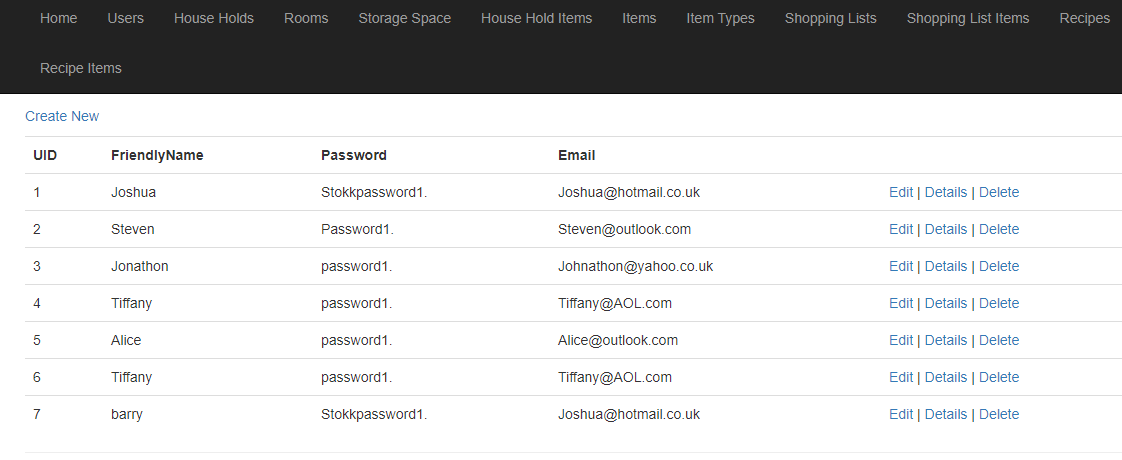 Home Users House Holds Rooms Storage Space House Hold Items Items Item Types Shopping Lists Shopping List Items Recipes
Recipe Items
Create New
UID FriendlyName Password Email
1 Joshua Stokkpassword1. Joshua@hotmail.co.uk Edit | Details | Delete
2 Steven Password1. Steven@outlook.com Edit | Details | Delete
3 Jonathon password1. Johnathon@yahoo.co.uk Edit | Details | Delete
4 Tiffany password1. Tiffany@AOL.com Edit | Details | Delete
5 Alice password1. Alice@outlook.com Edit | Details | Delete
6 Tiffany password1. Tiffany@AOL.com Edit | Details | Delete
7 barry Stokkpassword1. Joshua@hotmail.co.uk Edit | Details | Delete